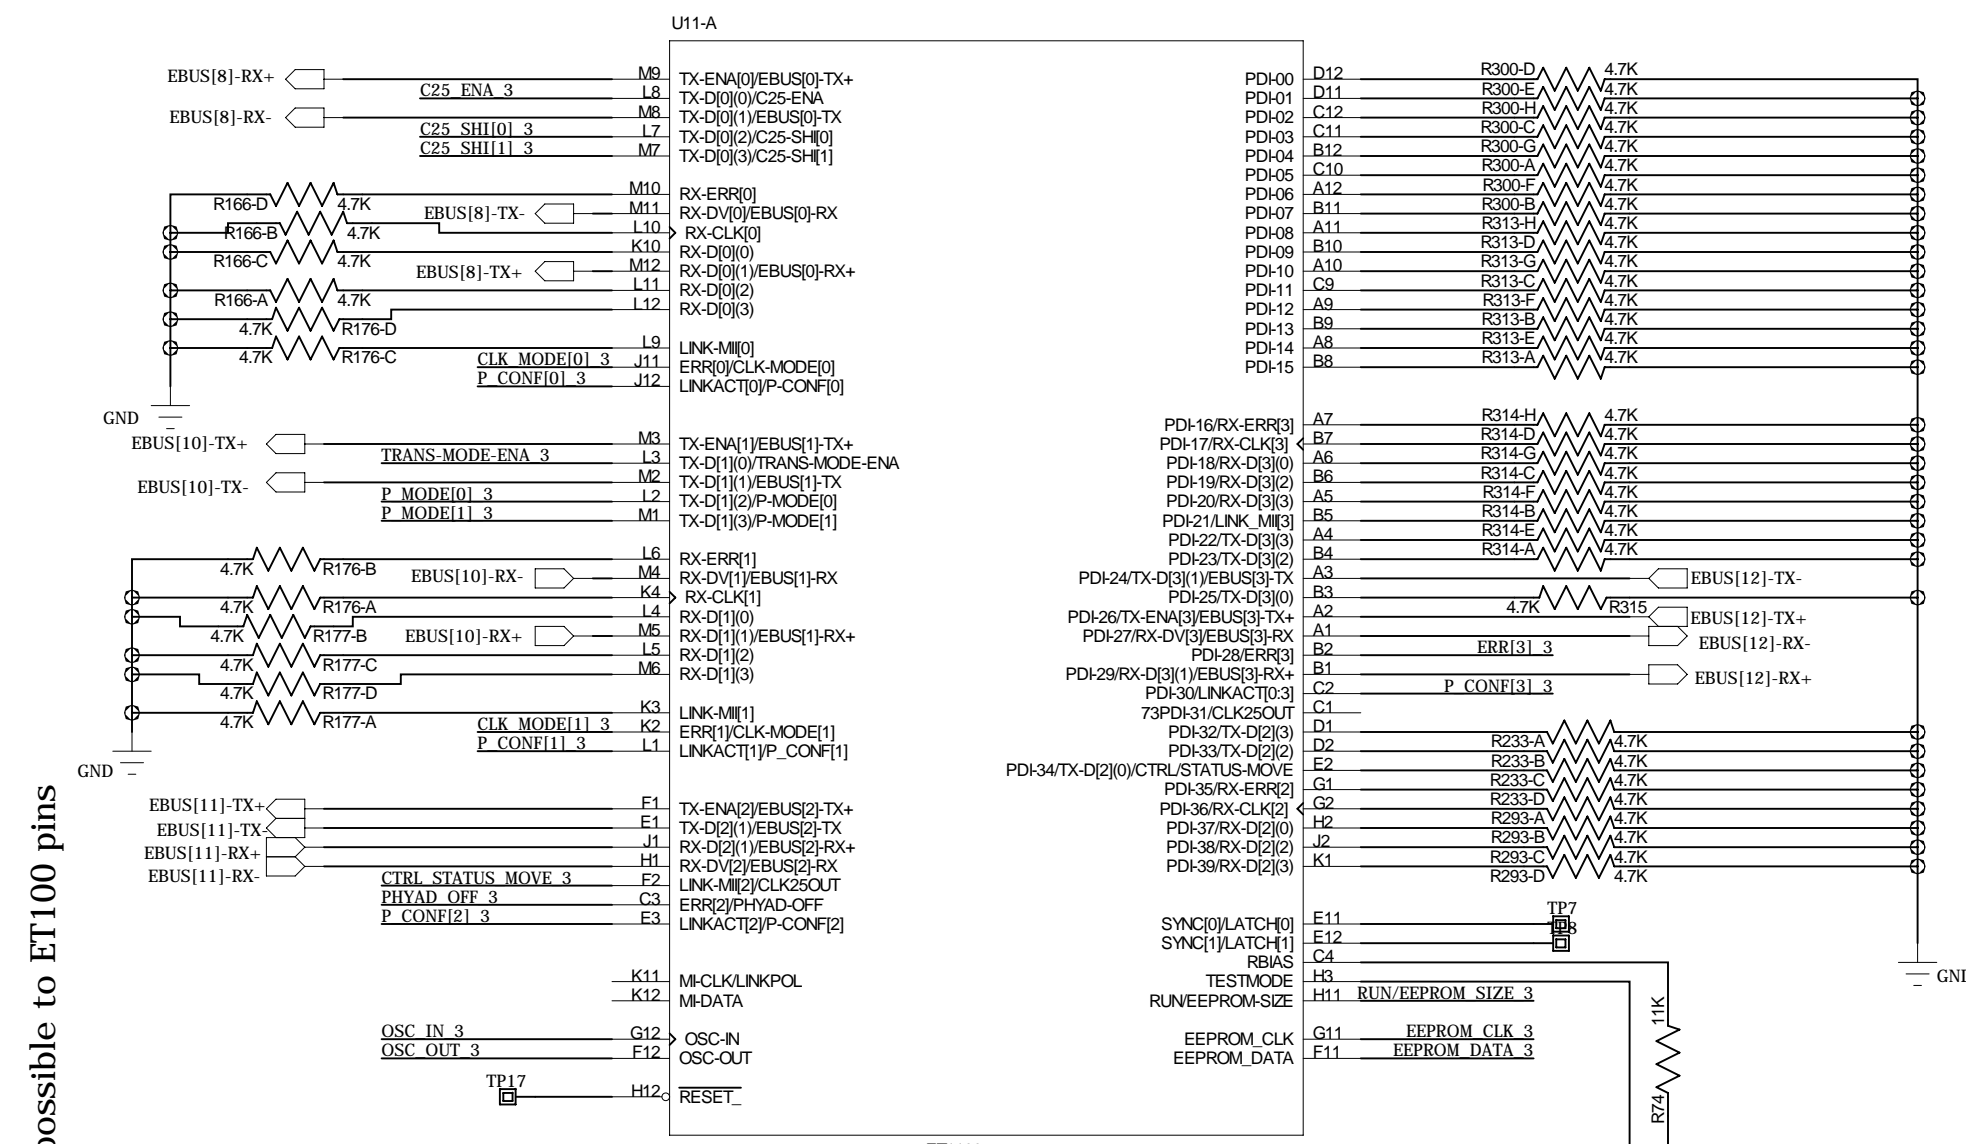 U11-A
EBUS[8]-RX+ M9 TX-ENA[0]/EBUS[0]-TX+
C25_ENA_3 L8 TX-D[0](0)/C25-ENA
EBUS[8]-RX- M8 TX-D[0](1)/EBUS[0]-TX
C25_SHI[0]_3 L7 TX-D[0](2)/C25-SHI[0]
C25_SHI[1]_3 M7 TX-D[0](3)/C25-SHI[1]
R166-D 4.7K M10 RX-ERR[0]
EBUS[8]-TX- M11 RX-DV[0]/EBUS[0]-RX
R166-B 4.7K L10 RX-CLK[0]
R166-C 4.7K K10 RX-D[0](0)
EBUS[8]-TX+ M12 RX-D[0](1)/EBUS[0]-RX+
R166-A 4.7K L11 RX-D[0](2)
4.7K R176-D L12 RX-D[0](3)
4.7K R176-C L9 LINK-MII[0]
CLK_MODE[0]_3 J11 ERR[0]/CLK-MODE[0]
P_CONF[0]_3 J12 LINKACT[0]/P-CONF[0]
GND
EBUS[10]-TX+ M3 TX-ENA[1]/EBUS[1]-TX+
TRANS-MODE-ENA_3 L3 TX-D[1](0)/TRANS-MODE-ENA
EBUS[10]-TX- M2 TX-D[1](1)/EBUS[1]-TX
P_MODE[0]_3 L2 TX-D[1](2)/P-MODE[0]
P_MODE[1]_3 M1 TX-D[1](3)/P-MODE[1]
4.7K R176-B L6 RX-ERR[1]
EBUS[10]-RX- M4 RX-DV[1]/EBUS[1]-RX
4.7K R176-A K4 RX-CLK[1]
4.7K R177-B L4 RX-D[1](0)
EBUS[10]-RX+ M5 RX-D[1](1)/EBUS[1]-RX+
4.7K R177-C L5 RX-D[1](2)
4.7K R177-D M6 RX-D[1](3)
4.7K R177-A K3 LINK-MII[1]
CLK_MODE[1]_3 K2 ERR[1]/CLK-MODE[1]
P_CONF[1]_3 L1 LINKACT[1]/P_CONF[1]
GND
EBUS[11]-TX+ F1 TX-ENA[2]/EBUS[2]-TX+
EBUS[11]-TX- E1 TX-D[2](1)/EBUS[2]-TX
EBUS[11]-RX+ J1 RX-D[2](1)/EBUS[2]-RX+
EBUS[11]-RX- H1 RX-DV[2]/EBUS[2]-RX
CTRL_STATUS_MOVE_3 F2 LINK-MII[2]/CLK25OUT
PHYAD_OFF_3 C3 ERR[2]/PHYAD-OFF
P_CONF[2]_3 E3 LINKACT[2]/P-CONF[2]
K11 MI-CLK/LINKPOL
K12 MI-DATA
OSC_IN_3 G12 OSC-IN
OSC_OUT_3 F12 OSC-OUT
TP17 H12 RESET_
PDI-00 D12 R300-D 4.7K
PDI-01 D11 R300-E 4.7K
PDI-02 C12 R300-H 4.7K
PDI-03 C11 R300-C 4.7K
PDI-04 B12 R300-G 4.7K
PDI-05 C10 R300-A 4.7K
PDI-06 A12 R300-F 4.7K
PDI-07 B11 R300-B 4.7K
PDI-08 A11 R313-H 4.7K
PDI-09 B10 R313-D 4.7K
PDI-10 A10 R313-G 4.7K
PDI-11 C9 R313-C 4.7K
PDI-12 A9 R313-F 4.7K
PDI-13 B9 R313-B 4.7K
PDI-14 A8 R313-E 4.7K
PDI-15 B8 R313-A 4.7K
PDI-16/RX-ERR[3] A7 R314-H 4.7K
PDI-17/RX-CLK[3] B7 R314-D 4.7K
PDI-18/RX-D[3](0) A6 R314-G 4.7K
PDI-19/RX-D[3](2) B6 R314-C 4.7K
PDI-20/RX-D[3](3) A5 R314-F 4.7K
PDI-21/LINK_MII[3] B5 R314-B 4.7K
PDI-22/TX-D[3](3) A4 R314-E 4.7K
PDI-23/TX-D[3](2) B4 R314-A 4.7K
PDI-24/TX-D[3](1)/EBUS[3]-TX A3 EBUS[12]-TX-
PDI-25/TX-D[3](0) B3 4.7K R315
PDI-26/TX-ENA[3]/EBUS[3]-TX+ A2 EBUS[12]-TX+
PDI-27/RX-DV[3]/EBUS[3]-RX A1 EBUS[12]-RX-
PDI-28/ERR[3] B2 ERR[3]_3
PDI-29/RX-D[3](1)/EBUS[3]-RX+ B1 EBUS[12]-RX+
PDI-30/LINKACT[0:3] C2 P_CONF[3]_3
73PDI-31/CLK25OUT C1
PDI-32/TX-D[2](3) D1 R233-A 4.7K
PDI-33/TX-D[2](2) D2 R233-B 4.7K
PDI-34/TX-D[2](0)/CTRL/STATUS-MOVE E2 R233-C 4.7K
PDI-35/RX-ERR[2] G1 R233-D 4.7K
PDI-36/RX-CLK[2] G2 R293-A 4.7K
PDI-37/RX-D[2](0) H2 R293-B 4.7K
PDI-38/RX-D[2](2) J2 R293-C 4.7K
PDI-39/RX-D[2](3) K1 R293-D 4.7K
SYNC[0]/LATCH[0] E11 TP7
SYNC[1]/LATCH[1] E12 TP8
RBIAS C4
TESTMODE H3
RUN/EEPROM-SIZE H11 RUN/EEPROM_SIZE_3
EEPROM_CLK G11 EEPROM_CLK_3
EEPROM_DATA F11 EEPROM_DATA_3
11K
R74
GND
possible to ET100 pins